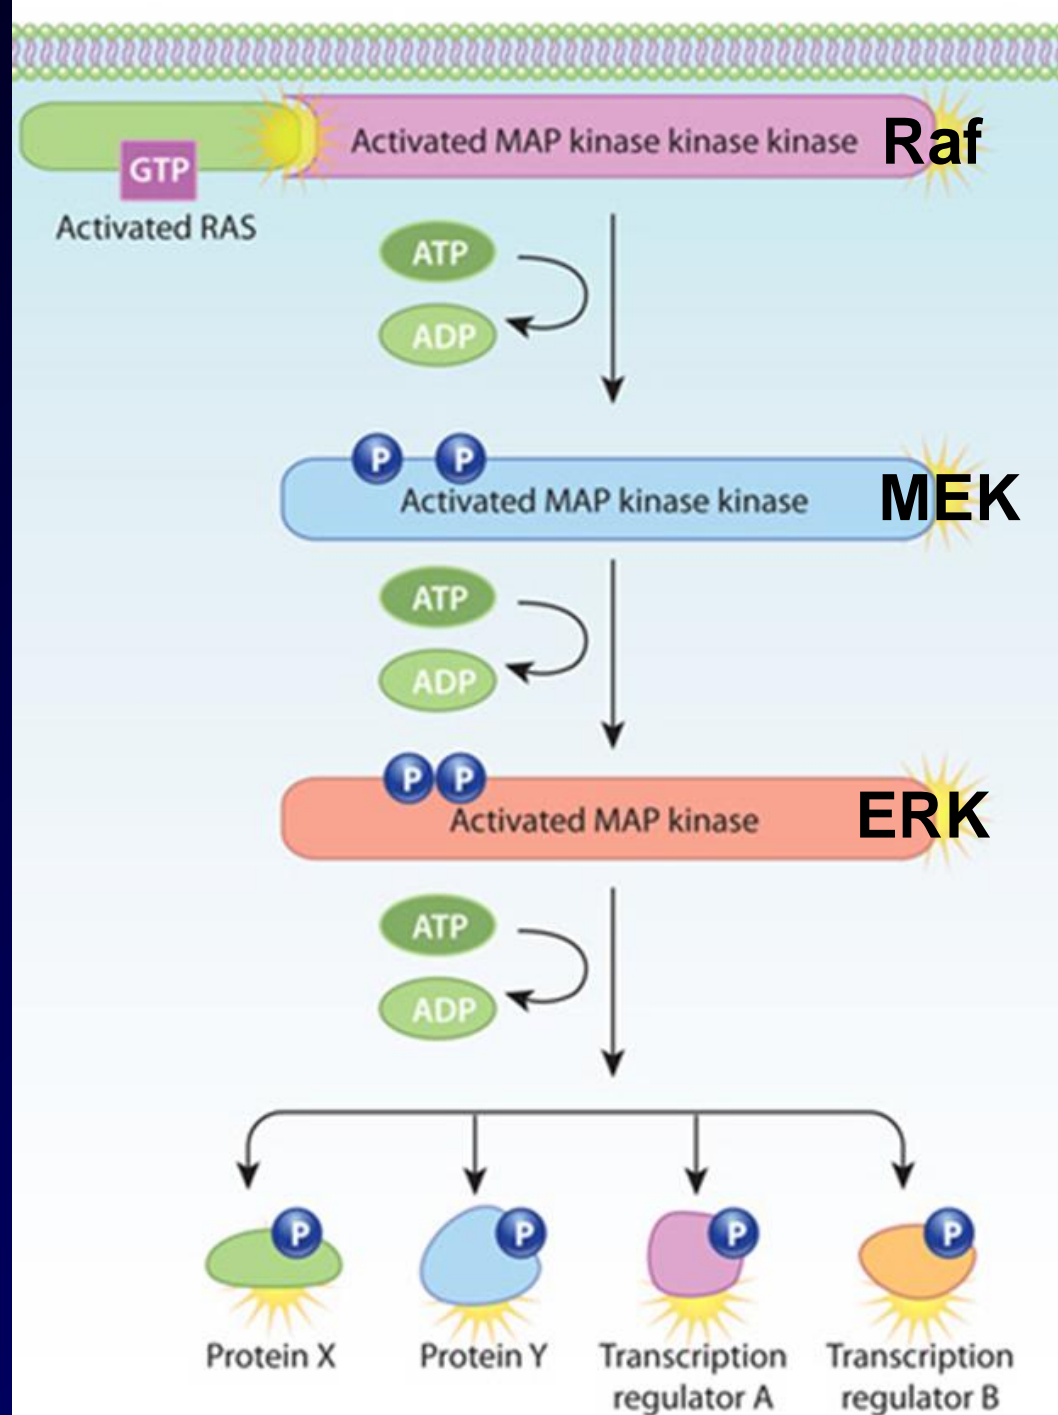 Activated MAP kinase kinase kinase Raf
GTP
Activated RAS
ATP
ADP
P P
Activated MAP kinase kinase MEK
ATP
ADP
P P
Activated MAP kinase ERK
ATP
ADP
P P P P
Protein X Protein Y Transcription Transcription
regulator A regulator B